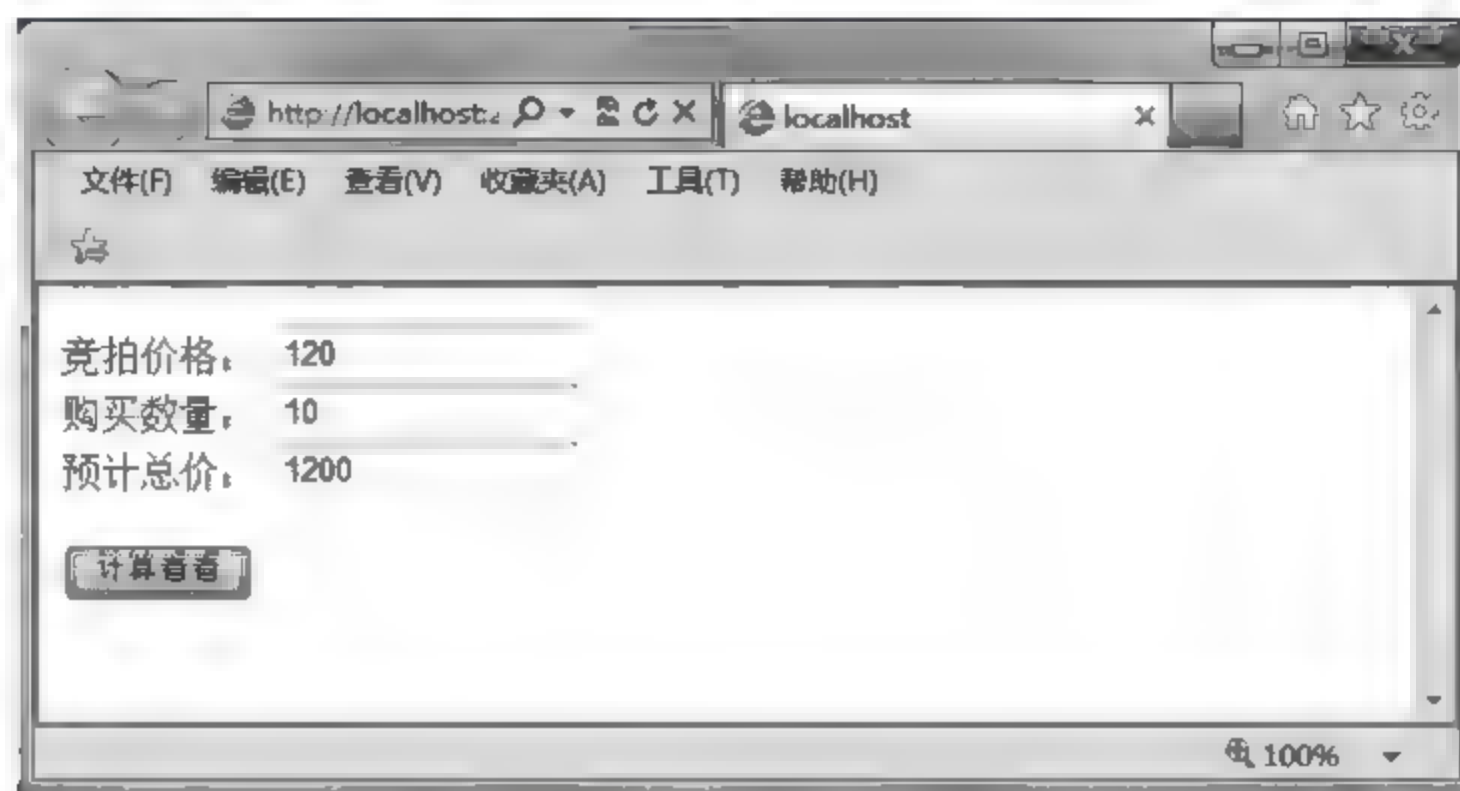 http://localhost:
localhost
文件(F) 编辑(E) 查看(V) 收藏夹(A) 工具(T) 帮助(H)
竞拍价格: 120
购买数量: 10
预计总价: 1200
计算看看
100%